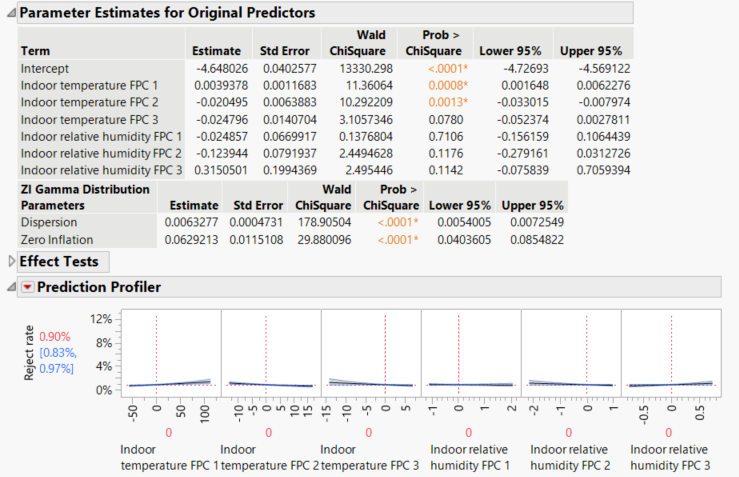 Parameter Estimates for Original Predictors
Wald Prob >
Term Estimate Std Error ChiSquare ChiSquare Lower 95% Upper 95%
Intercept -4.648026 0.0402577 13330.298 <.0001* -4.72693 -4.569122
Indoor temperature FPC 1 0.0039378 0.0011683 11.36064 0.0008* 0.001648 0.0062276
Indoor temperature FPC 2 -0.020495 0.0063883 10.292209 0.0013* -0.033015 -0.007974
Indoor temperature FPC 3 -0.024796 0.0140704 3.1057346 0.0780 -0.052374 0.0027811
Indoor relative humidity FPC 1 -0.024857 0.0669917 0.1376804 0.7106 -0.156159 0.1064439
Indoor relative humidity FPC 2 -0.123944 0.0791937 2.4494628 0.1176 -0.279161 0.0312726
Indoor relative humidity FPC 3 0.3150501 0.1994369 2.495446 0.1142 -0.075839 0.7059394
ZI Gamma Distribution Wald Prob >
Parameters Estimate Std Error ChiSquare ChiSquare Lower 95% Upper 95%
Dispersion 0.0063277 0.0004731 178.90504 <.0001* 0.0054005 0.0072549
Zero Inflation 0.0629213 0.0115108 29.880096 <.0001* 0.0403605 0.0854822
Effect Tests
Prediction Profiler
Reject rate
0.90%
[0.83%,
0.97%]
12%
8%
4%
0%
-50 0 50 100
-10 -5 0 5 10 15
-15 -10 -5 0 5
-1 0 1 2
-2 -1 0 1
-0.5 0 0.5
0 0 0 0 0 0
Indoor Indoor Indoor Indoor relative Indoor relative Indoor relative
temperature FPC 1 temperature FPC 2 temperature FPC 3 humidity FPC 1 humidity FPC 2 humidity FPC 3